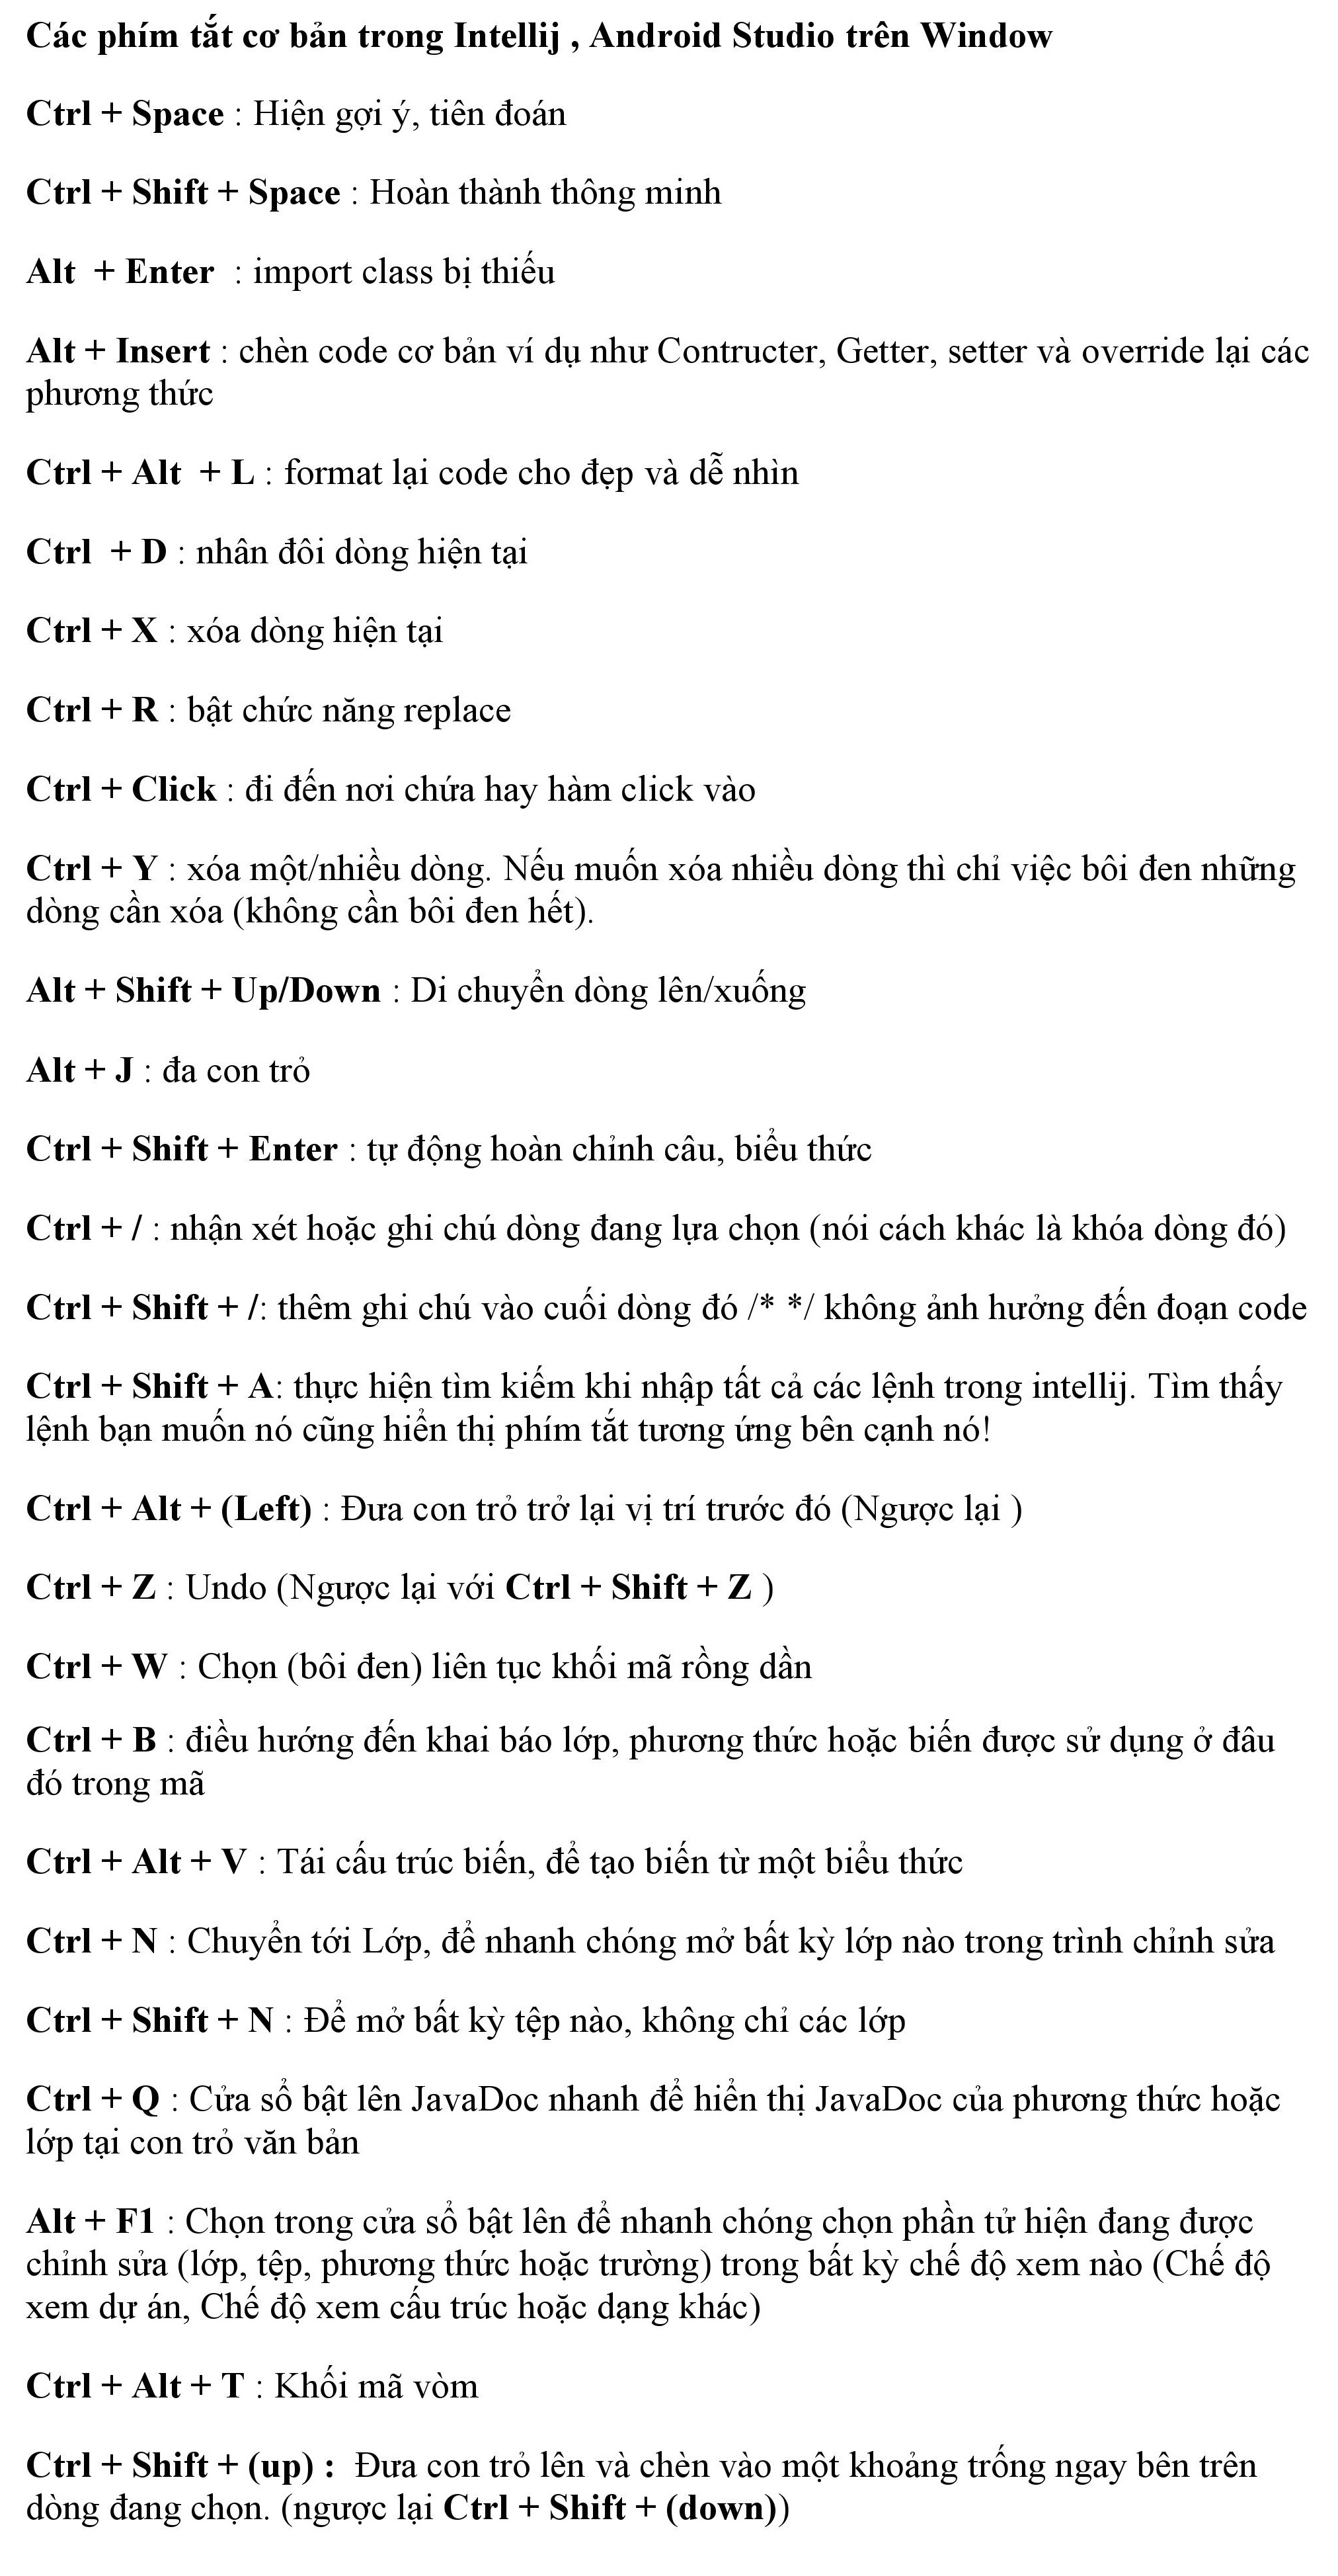 Các phím tắt cơ bản trong Intellij , Android Studio trên Window
Ctrl + Space : Hiện gợi ý, tiên đoán
Ctrl + Shift + Space : Hoàn thành thông minh
Alt + Enter : import class bị thiếu
Alt + Insert : chèn code cơ bản ví dụ như Contructer, Getter, setter và override lại các
phương thức
Ctrl + Alt + L : format lại code cho đẹp và dễ nhìn
Ctrl + D : nhân đôi dòng hiện tại
Ctrl + X : xóa dòng hiện tại
Ctrl + R : bật chức năng replace
Ctrl + Click : đi đến nơi chứa hay hàm click vào
Ctrl + Y : xóa một/nhiều dòng. Nếu muốn xóa nhiều dòng thì chỉ việc bôi đen những
dòng cần xóa (không cần bôi đen hết).
Alt + Shift + Up/Down : Di chuyển dòng lên/xuống
Alt + J : đa con trỏ
Ctrl + Shift + Enter : tự động hoàn chỉnh câu, biểu thức
Ctrl + / : nhận xét hoặc ghi chú dòng đang lựa chọn (nói cách khác là khóa dòng đó)
Ctrl + Shift + /: thêm ghi chú vào cuối dòng đó /* */ không ảnh hưởng đến đoạn code
Ctrl + Shift + A: thực hiện tìm kiếm khi nhập tất cả các lệnh trong intellij. Tìm thấy
lệnh bạn muốn nó cũng hiển thị phím tắt tương ứng bên cạnh nó!
Ctrl + Alt + (Left) : Đưa con trỏ trở lại vị trí trước đó (Ngược lại )
Ctrl + Z : Undo (Ngược lại với Ctrl + Shift + Z )
Ctrl + W : Chọn (bôi đen) liên tục khối mã rồng dần
Ctrl + B : điều hướng đến khai báo lớp, phương thức hoặc biến được sử dụng ở đâu
đó trong mã
Ctrl + Alt + V : Tái cấu trúc biến, để tạo biến từ một biểu thức
Ctrl + N : Chuyển tới Lớp, để nhanh chóng mở bất kỳ lớp nào trong trình chỉnh sửa
Ctrl + Shift + N : Để mở bất kỳ tệp nào, không chỉ các lớp
Ctrl + Q : Cửa sổ bật lên JavaDoc nhanh để hiển thị JavaDoc của phương thức hoặc
lớp tại con trỏ văn bản
Alt + F1 : Chọn trong cửa sổ bật lên để nhanh chóng chọn phần tử hiện đang được
chỉnh sửa (lớp, tệp, phương thức hoặc trường) trong bất kỳ chế độ xem nào (Chế độ
xem dự án, Chế độ xem cấu trúc hoặc dạng khác)
Ctrl + Alt + T : Khối mã vòm
Ctrl + Shift + (up) : Đưa con trỏ lên và chèn vào một khoảng trống ngay bên trên
dòng đang chọn. (ngược lại Ctrl + Shift + (down))